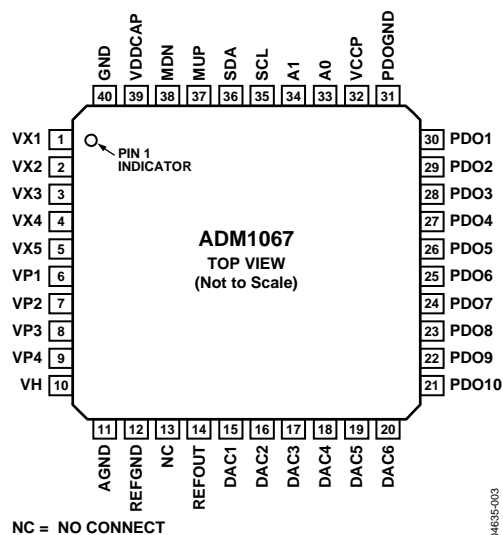 GND
VDDCAP
MDN
MUP
SDA
SCL
A1
A0
VCCP
PDOGND
40
39
38
37
36
35
34
33
32
31
VX1 1
VX2 2
VX3 3
VX4 4
VX5 5
VP1 6
VP2 7
VP3 8
VP4 9
VH 10
PIN 1
INDICATOR
ADM1067
TOP VIEW
(Not to Scale)
30 PDO1
29 PDO2
28 PDO3
27 PDO4
26 PDO5
25 PDO6
24 PDO7
23 PDO8
22 PDO9
21 PDO10
11
12
13
14
15
16
17
18
19
20
AGND
REFGND
NC
REFOUT
DAC1
DAC2
DAC3
DAC4
DAC5
DAC6
NC = NO CONNECT
04635-003